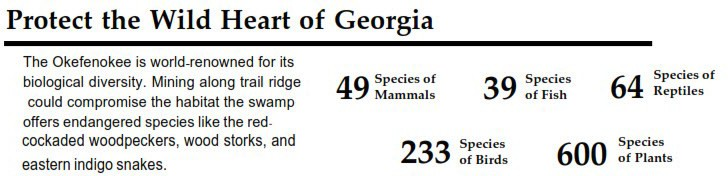 Protect the Wild Heart of Georgia
The Okefenokee is world-renowned for its
biological diversity. Mining along trail ridge
could compromise the habitat the swamp
offers endangered species like the red-
cockaded woodpeckers, wood storks, and
eastern indigo snakes.
49 Species of
Mammals
39 Species
of Fish
64 Species of
Reptiles
233 Species
of Birds
600 Species
of Plants